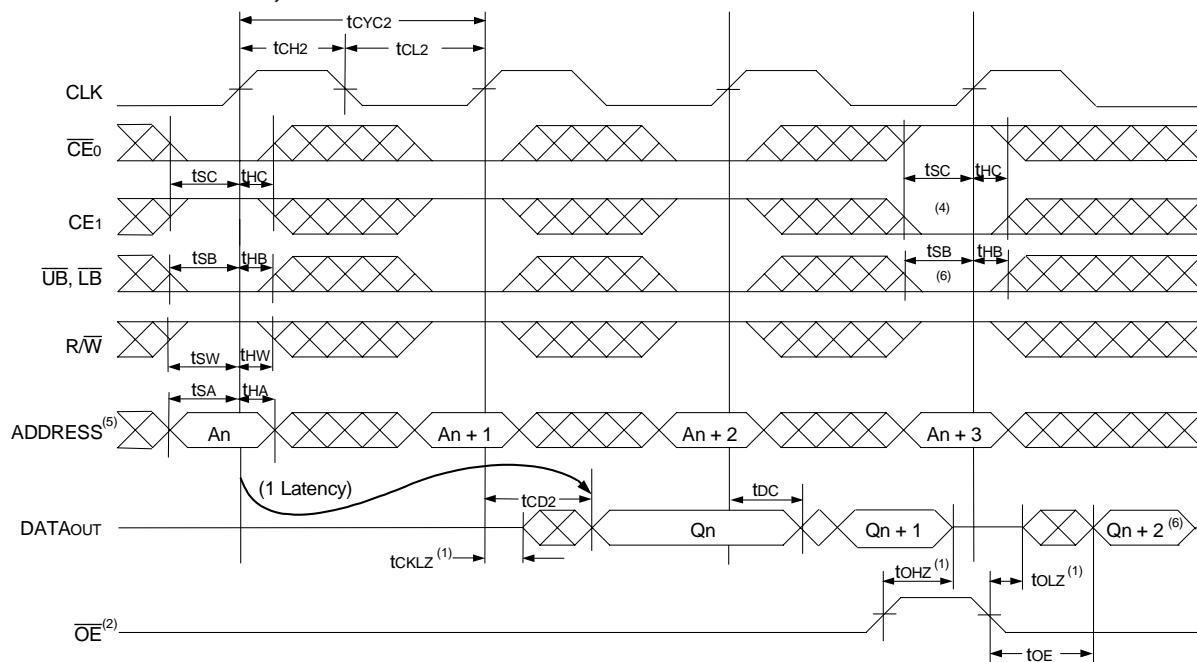 tCYC2
tCH2 tCL2
CLK
CE0
tSC tHC tSC tHC
CE1 (4)
tSB tHB tSB tHB
UB, LB (6)
R/W
tSW tHW
tSA tHA
ADDRESS(5) An An + 1 An + 2 An + 3
(1 Latency) tCD2 tDC
DATAOUT Qn Qn + 1 Qn + 2(6)
tCKLZ(1) tOHZ(1) tOLZ(1)
OE(2)
tOE